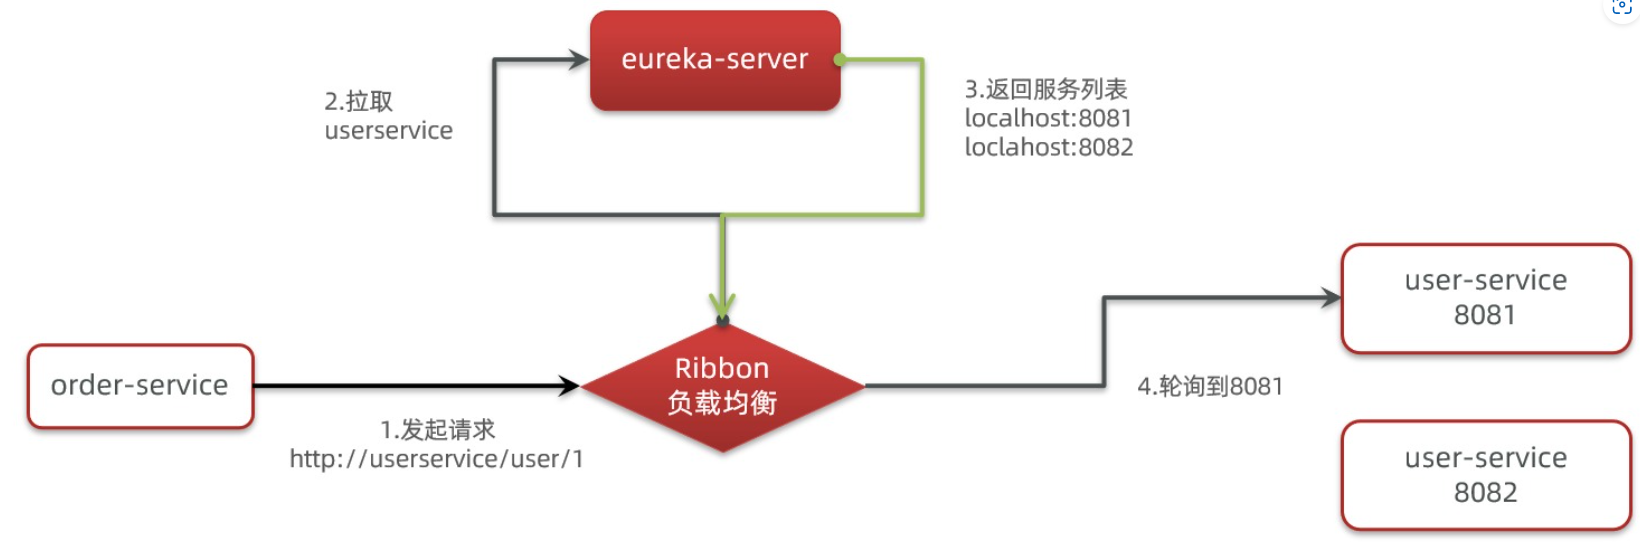 eureka-server
2.拉取
userservice
3.返回服务列表
localhost:8081
loclahost:8082
user-service
8081
order-service
Ribbon
负载均衡
4.轮询到8081
1.发起请求
http://userservice/user/1
user-service
8082